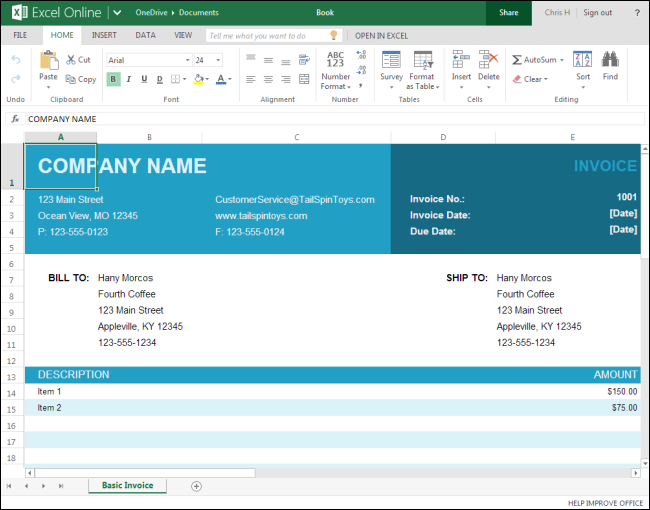 Excel Online OneDrive ▸ Documents Book Share Chris H Sign out ?
FILE HOME INSERT DATA VIEW Tell me what you want to do OPEN IN EXCEL
Undo
Paste
Cut
Copy
Clipboard
Arial 24
B I U D A
Font
Alignment
ABC
123
Number
Format
.00 .0
Number
Survey Format
as Table
Tables
Insert Delete
Cells
AutoSum
Clear
Sort Find
Editing
fx COMPANY NAME
A B C D E
1 COMPANY NAME INVOICE
2 123 Main Street CustomerService@TailSpinToys.com Invoice No.: 1001
3 Ocean View, MO 12345 www.tailspintoys.com Invoice Date: [Date]
4 P: 123-555-0123 F: 123-555-0124 Due Date: [Date]
5
6
7 BILL TO: Hany Morcos SHIP TO: Hany Morcos
8 Fourth Coffee Fourth Coffee
9 123 Main Street 123 Main Street
10 Appleville, KY 12345 Appleville, KY 12345
11 123-555-1234 123-555-1234
12
13 DESCRIPTION AMOUNT
14 Item 1 $150.00
15 Item 2 $75.00
16
17
18
Basic Invoice
HELP IMPROVE OFFICE